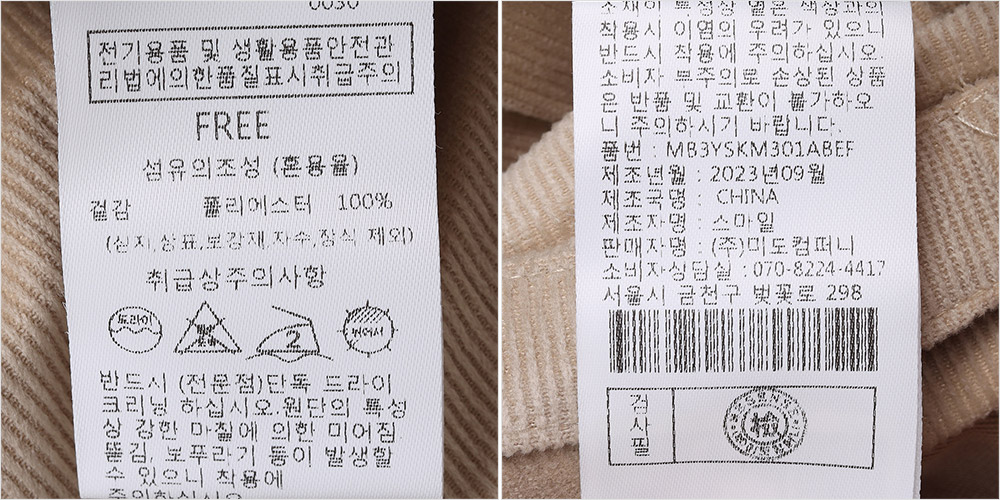 0030
전기용품 및 생활용품안전관
리법에의한품질표시취급주의
FREE
섬유의조성 (혼용율)
겉감 폴리에스터 100%
(심지,상표,보강재,자수,장식 제외)
취급상주의사항
드라이
2
반드시 (전문점)단독 드라이
크리닝 하십시오.원단의 특성
상 강한 마찰에 의한 미어짐
뜯김, 보푸라기 등이 발생할
수 있으니 착용에
주의하십시오
소재의 특성상 옅은 색상과의
착용시 이염의 우려가 있으니
반드시 착용에 주의하십시오.
소비자 부주의로 손상된 상품
은 반품 및 교환이 불가하오
니 주의하시기 바랍니다.
품번 : MB3YSKM301ABEF
제조년월 : 2023년09월
제조국명 : CHINA
제조자명 : 스마일
판매자명 : (주)미도컴퍼니
소비자상담실 : 070-8224-4417
서울시 금천구 벚꽃로 298
검사필
檢